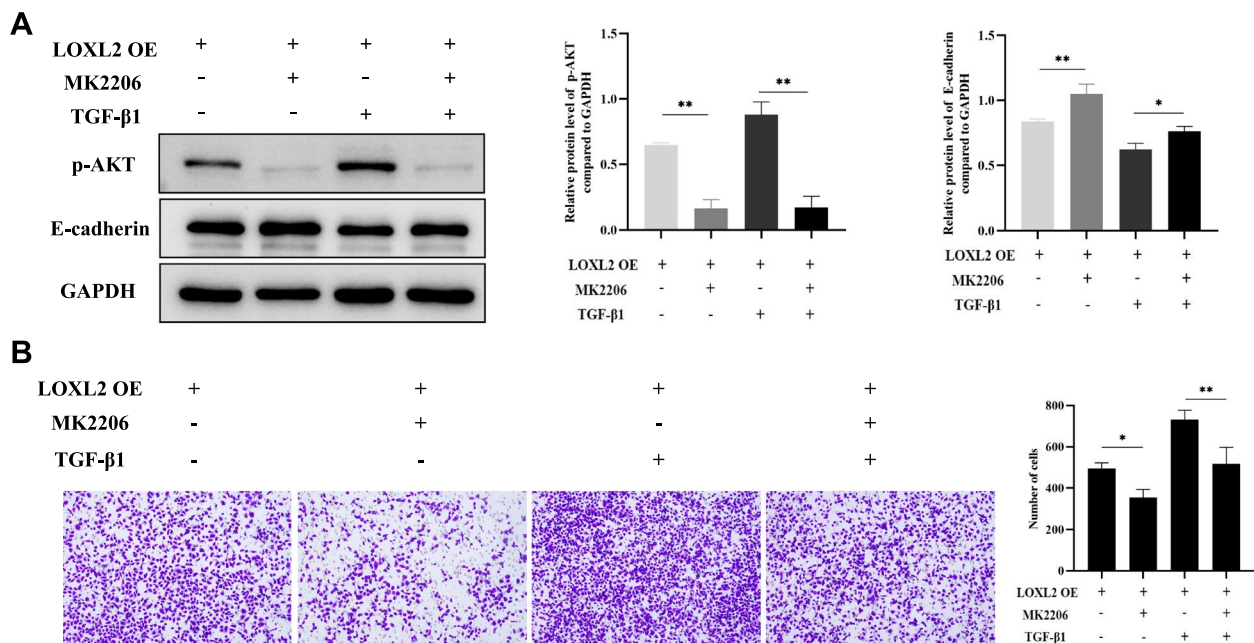 A
LOXL2 OE + + + +
MK2206 - + - +
TGF-β1 - - + +
p-AKT
E-cadherin
GAPDH
Relative protein level of p-AKT
compared to GAPDH
1.5
1.0
0.5
0.0
**
**
LOXL2 OE + + + +
MK2206 - + - +
TGF-β1 - - + +
Relative protein level of E-cadherin
compared to GAPDH
1.5
1.0
0.5
0.0
**
*
LOXL2 OE + + + +
MK2206 - + - +
TGF-β1 - - + +
B
LOXL2 OE + + + +
MK2206 - + - +
TGF-β1 - - + +
Number of cells
800
600
400
200
0
*
**
LOXL2 OE + + + +
MK2206 - + - +
TGF-β1 - - + +